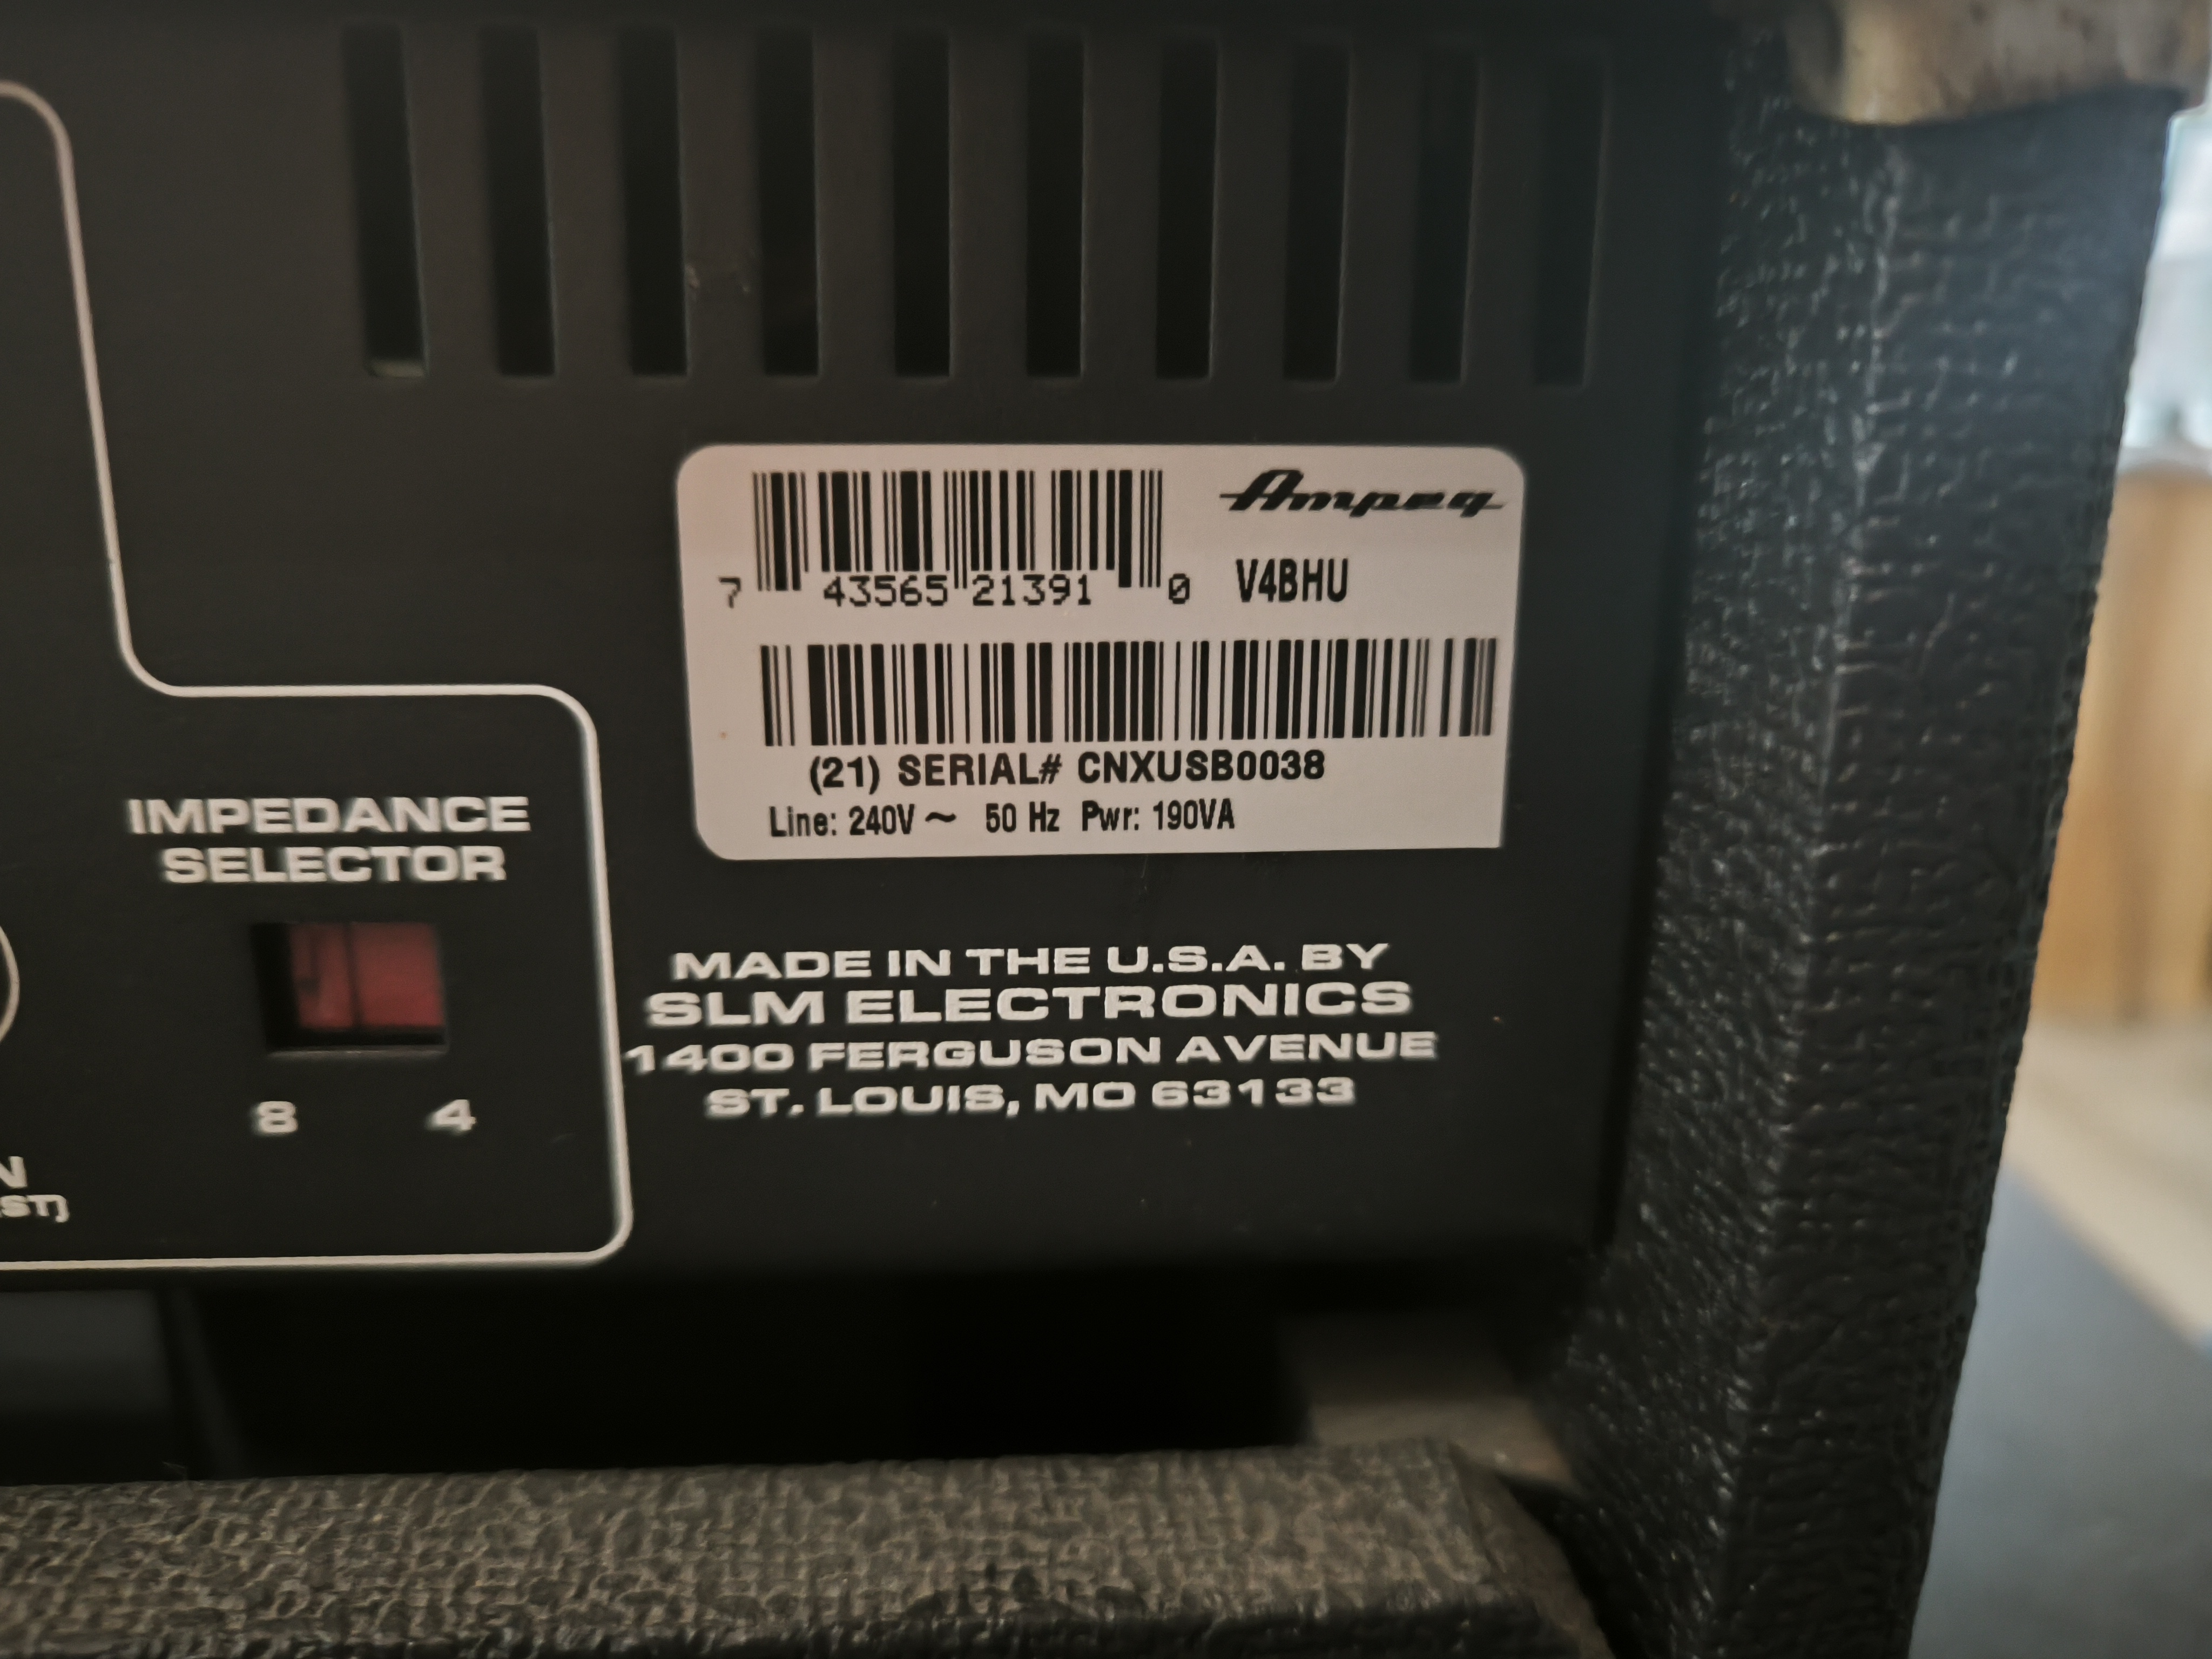 Ampeg
7 43565 21391 0 V4BHU
(21) SERIAL# CNXUSB0038
Line: 240V ~ 50 Hz Pwr: 190VA
IMPEDANCE
SELECTOR
8 4
MADE IN THE U.S.A. BY
SLM ELECTRONICS
1400 FERGUSON AVENUE
ST. LOUIS, MO 63133